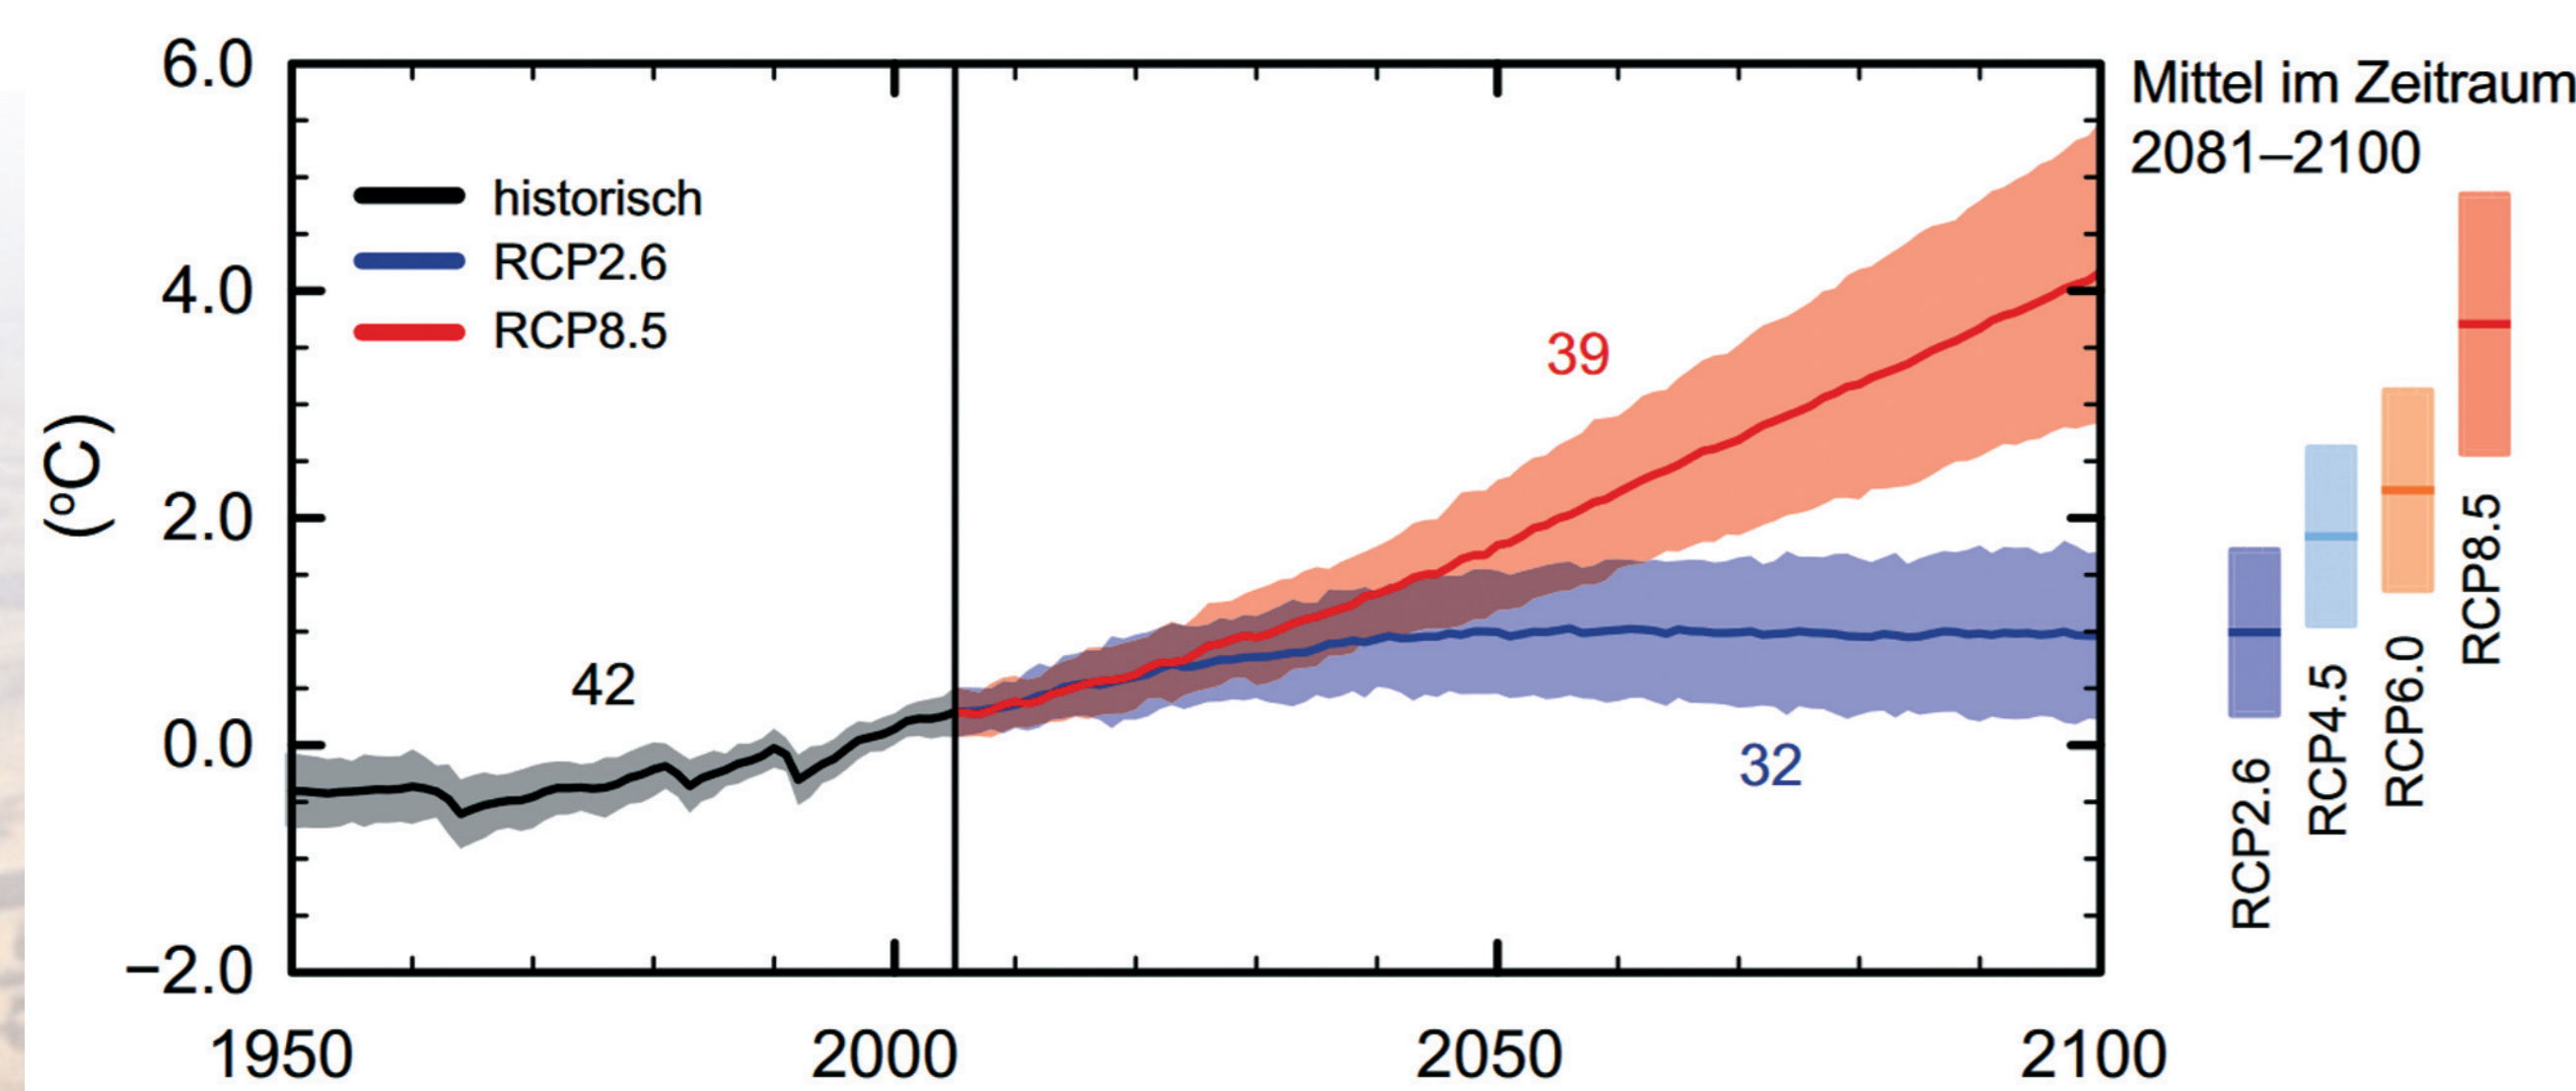 6.0
4.0
2.0
0.0
−2.0
(°C)
1950
2000
2050
2100
historisch
RCP2.6
RCP8.5
42
39
32
Mittel im Zeitraum
2081–2100
RCP2.6
RCP4.5
RCP6.0
RCP8.5